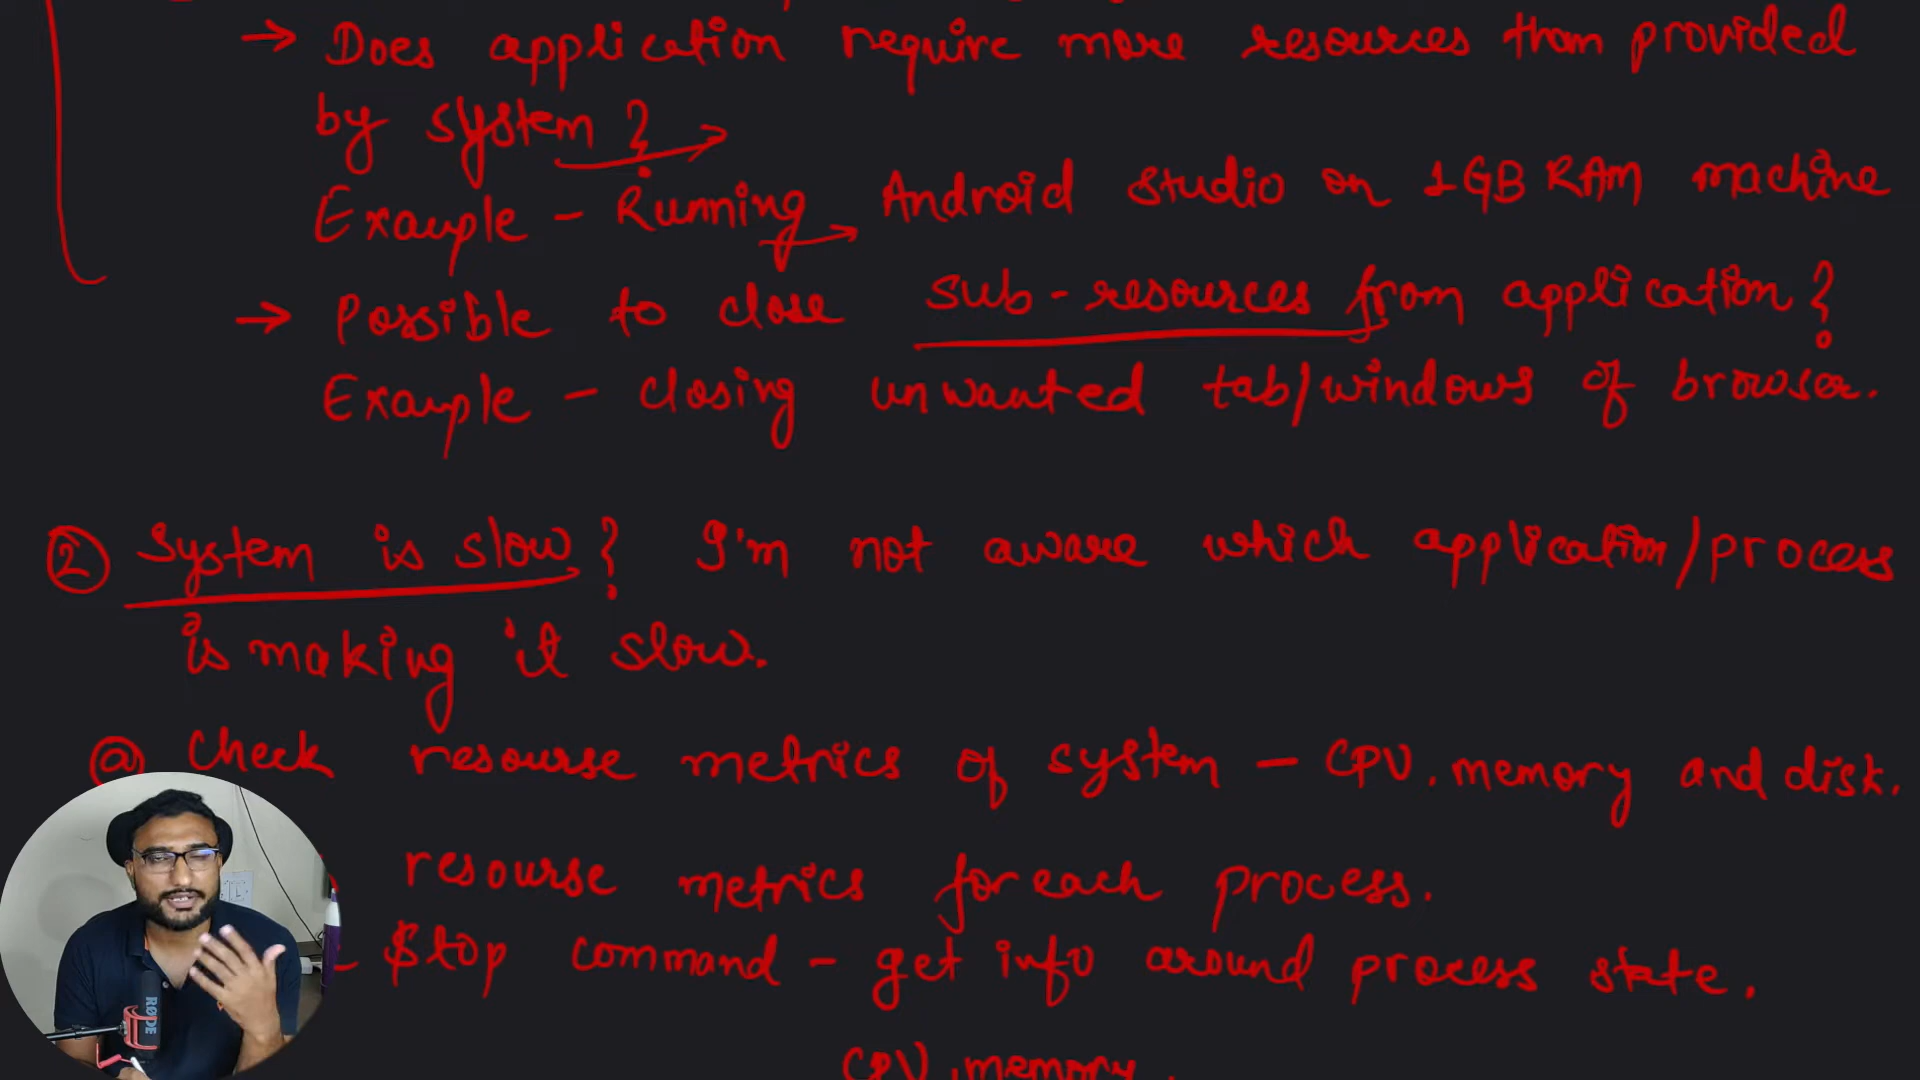 → Does application require more resources than provided
by system?
Example - Running Android studio on 1GB RAM machine
→ Possible to close sub-resources from application?
Example - closing unwanted tab/windows of browser.
② System is slow? I'm not aware which application/process
is making it slow.
ⓐ Check resourse metrics of system - CPU, memory and disk.
resourse metrics for each process.
- $top command - get info around process state.
CPU, memory,
RØDE